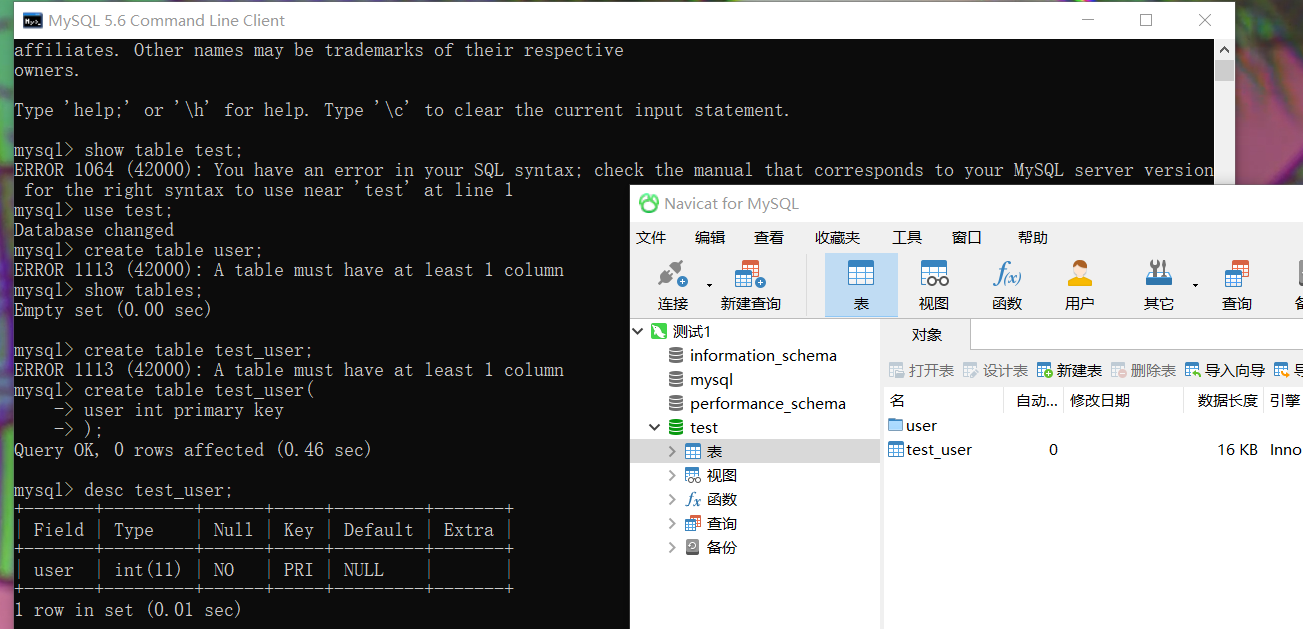 MySQL 5.6 Command Line Client
affiliates. Other names may be trademarks of their respective
owners.
Type 'help;' or '\h' for help. Type '\c' to clear the current input statement.
mysql> show table test;
ERROR 1064 (42000): You have an error in your SQL syntax; check the manual that corresponds to your MySQL server version
for the right syntax to use near 'test' at line 1
mysql> use test;
Database changed
mysql> create table user;
ERROR 1113 (42000): A table must have at least 1 column
mysql> show tables;
Empty set (0.00 sec)
mysql> create table test_user;
ERROR 1113 (42000): A table must have at least 1 column
mysql> create table test_user(
-> user int primary key
-> );
Query OK, 0 rows affected (0.46 sec)
mysql> desc test_user;
+-------+---------+------+-----+---------+-------+
| Field | Type    | Null | Key | Default | Extra |
+-------+---------+------+-----+---------+-------+
| user  | int(11) | NO   | PRI | NULL    |       |
+-------+---------+------+-----+---------+-------+
1 row in set (0.01 sec)
Navicat for MySQL
文件 编辑 查看 收藏夹 工具 窗口 帮助
连接 新建查询 表 视图 函数 用户 其它 查询
测试1
information_schema
mysql
performance_schema
test
表
视图
函数
查询
备份
对象
打开表 设计表 新建表 删除表 导入向导
名 自动... 修改日期 数据长度 引擎
user
test_user 0 16 KB Inno